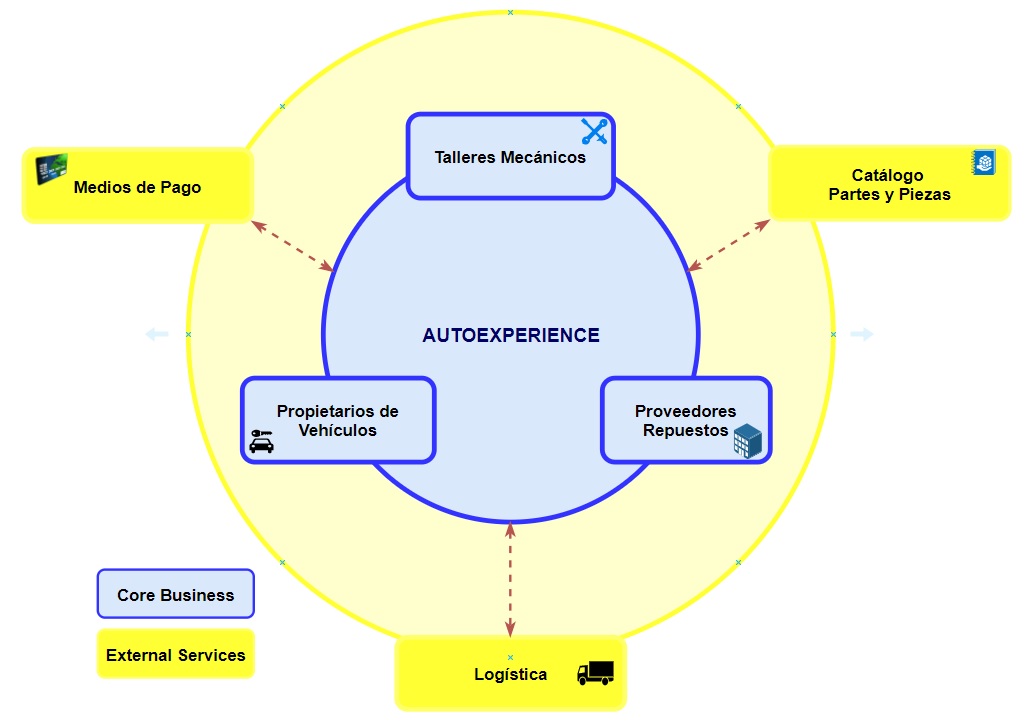 Talleres Mecánicos
Medios de Pago
Catálogo
Partes y Piezas
AUTOEXPERIENCE
Propietarios de
Vehículos
Proveedores
Repuestos
Core Business
External Services
Logística